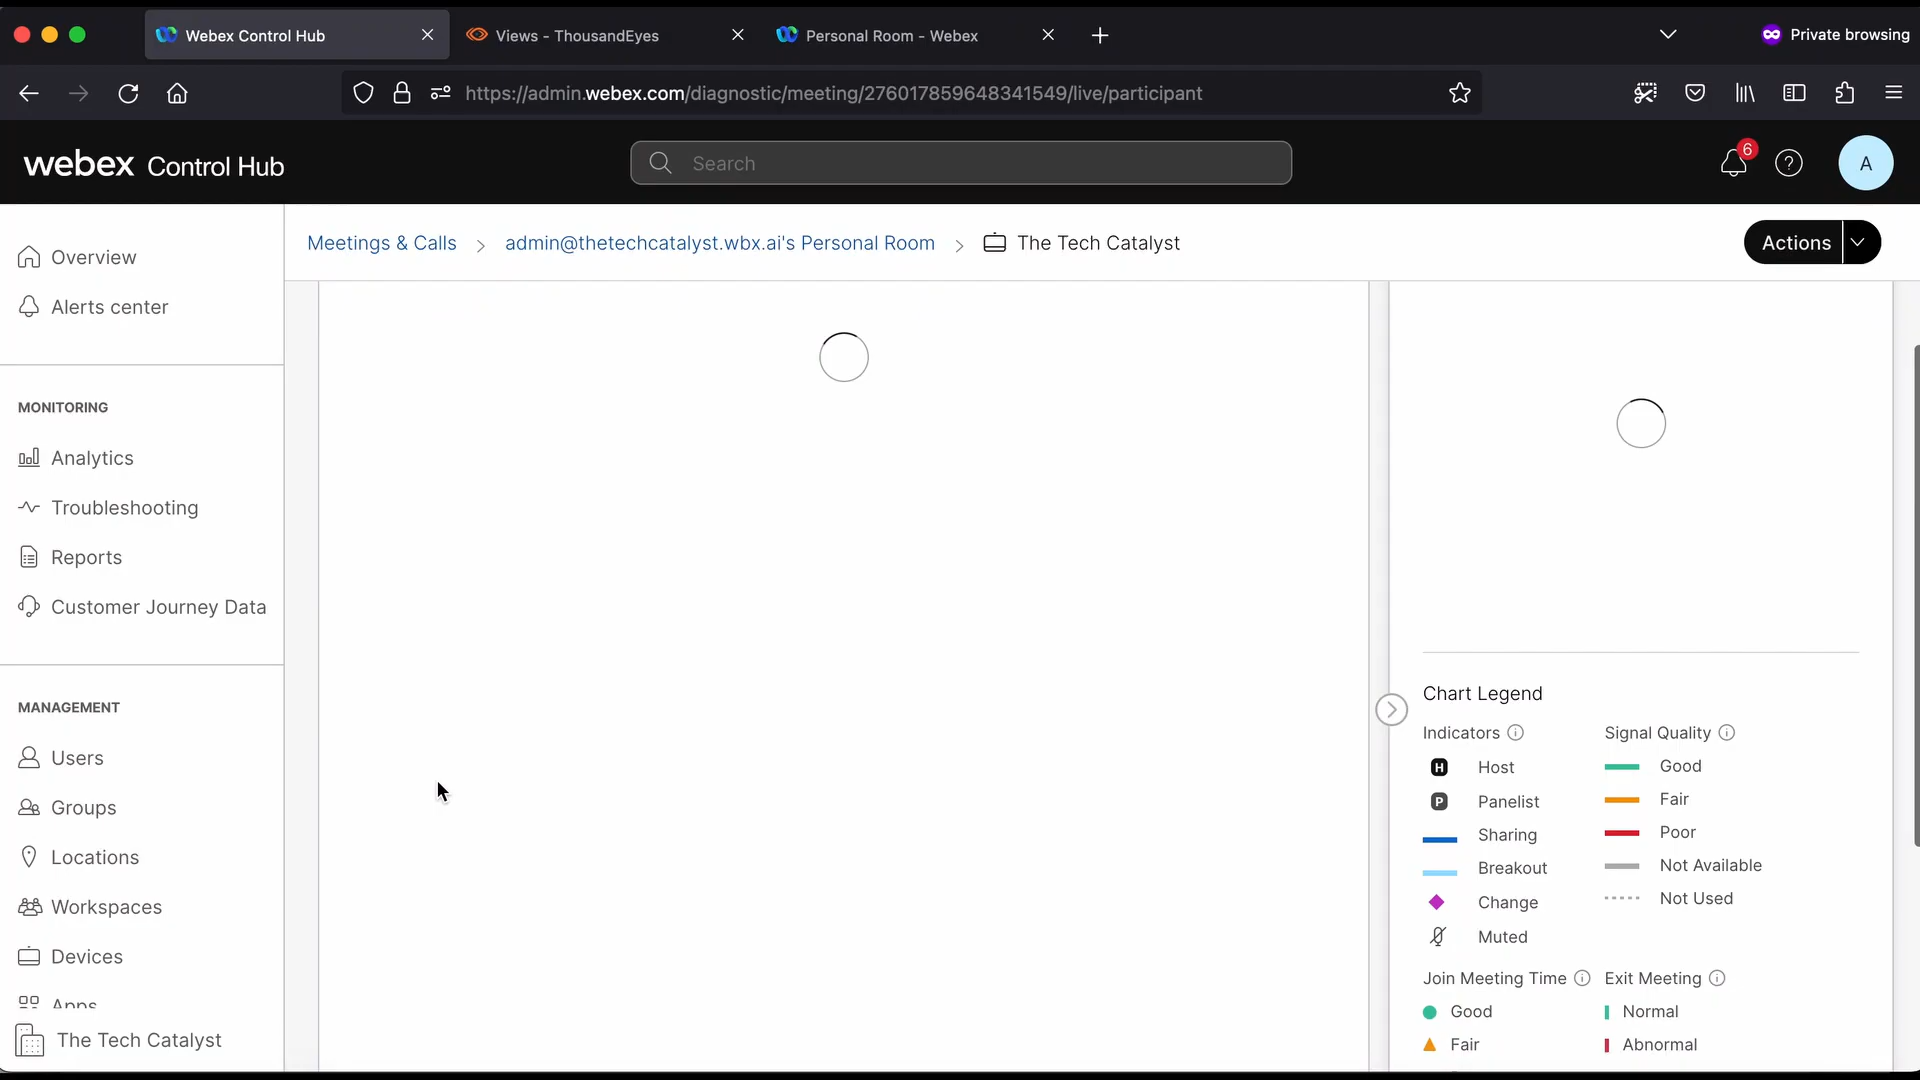 Webex Control Hub
Views - ThousandEyes
Personal Room - Webex
Private browsing
https://admin.webex.com/diagnostic/meeting/276017859648341549/live/participant
webex Control Hub
Search
6
A
Overview
Alerts center
MONITORING
Analytics
Troubleshooting
Reports
Customer Journey Data
MANAGEMENT
Users
Groups
Locations
Workspaces
Devices
Apps
The Tech Catalyst
Meetings & Calls > admin@thetechcatalyst.wbx.ai's Personal Room > The Tech Catalyst
Actions
Chart Legend
Indicators
H Host
P Panelist
Sharing
Breakout
Change
Muted
Signal Quality
Good
Fair
Poor
Not Available
Not Used
Join Meeting Time
Good
Fair
Exit Meeting
Normal
Abnormal